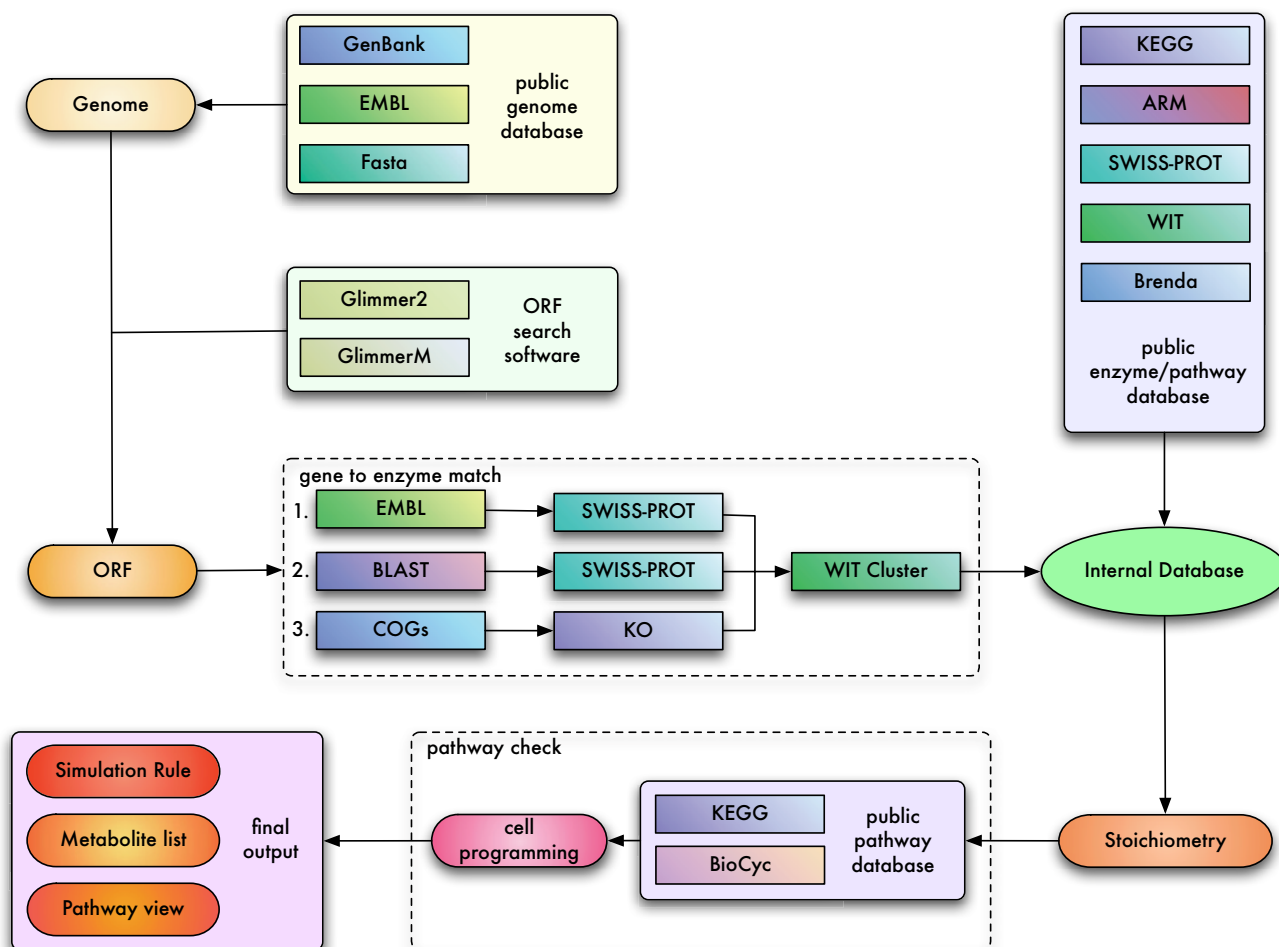 GenBank
EMBL
Fasta
public
genome
database
Genome
KEGG
ARM
SWISS-PROT
WIT
Brenda
public
enzyme/pathway
database
Glimmer2
GlimmerM
ORF
search
software
gene to enzyme match
1. EMBL SWISS-PROT
2. BLAST SWISS-PROT
3. COGs KO
WIT Cluster
ORF
Internal Database
Simulation Rule
Metabolite list
Pathway view
final
output
pathway check
cell
programming
KEGG
BioCyc
public
pathway
database
Stoichiometry